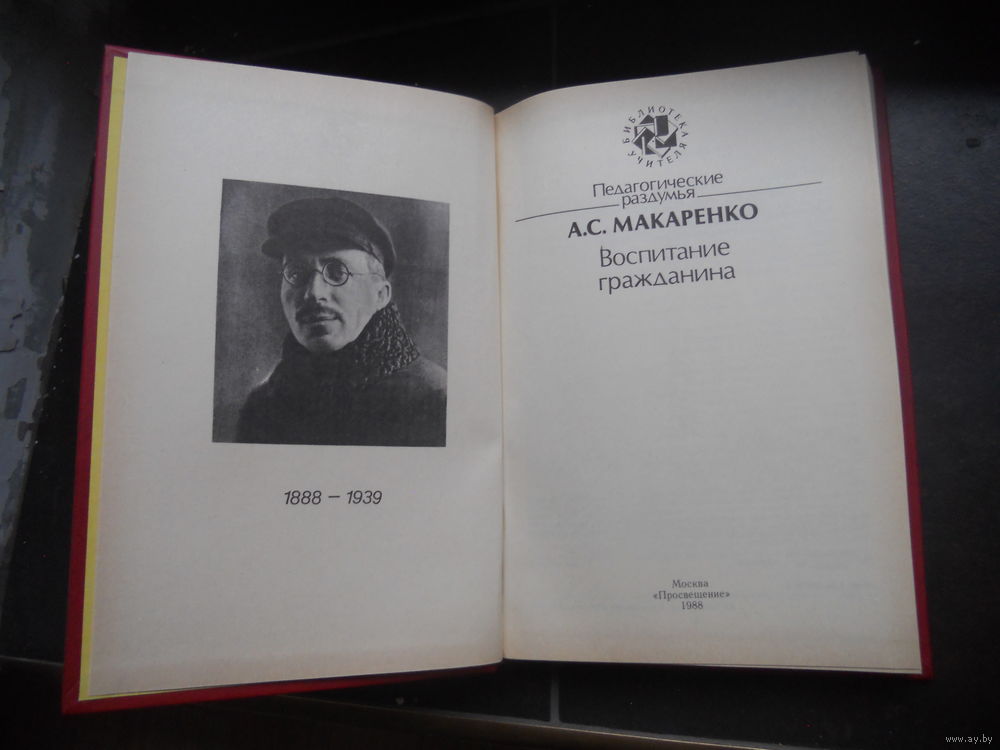 1888 – 1939
БИБЛИОТЕКА
УЧИТЕЛЯ
Педагогические
раздумья
А.С. МАКАРЕНКО
Воспитание
гражданина
Москва
«Просвещение»
1988
www.ay.by